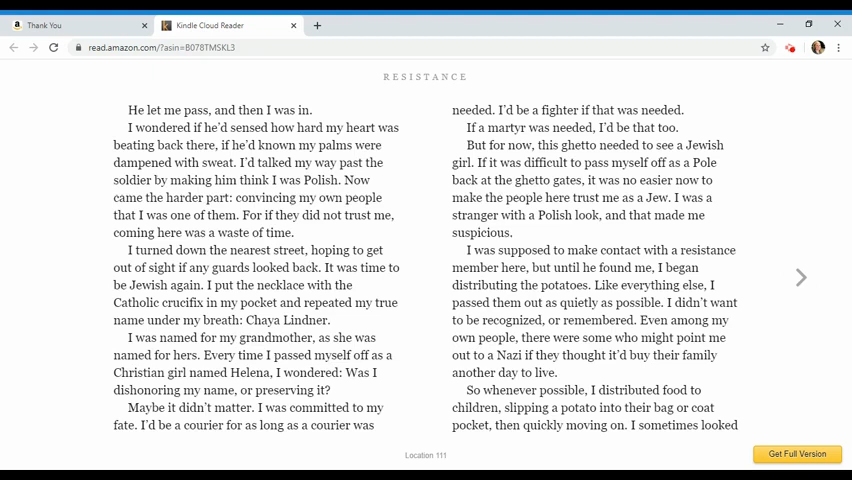 Thank You
Kindle Cloud Reader
read.amazon.com/?asin=B078TMSKL3
RESISTANCE
He let me pass, and then I was in.
I wondered if he'd sensed how hard my heart was
beating back there, if he'd known my palms were
dampened with sweat. I'd talked my way past the
soldier by making him think I was Polish. Now
came the harder part: convincing my own people
that I was one of them. For if they did not trust me,
coming here was a waste of time.
I turned down the nearest street, hoping to get
out of sight if any guards looked back. It was time to
be Jewish again. I put the necklace with the
Catholic crucifix in my pocket and repeated my true
name under my breath: Chaya Lindner.
I was named for my grandmother, as she was
named for hers. Every time I passed myself off as a
Christian girl named Helena, I wondered: Was I
dishonoring my name, or preserving it?
Maybe it didn't matter. I was committed to my
fate. I'd be a courier for as long as a courier was
needed. I'd be a fighter if that was needed.
If a martyr was needed, I'd be that too.
But for now, this ghetto needed to see a Jewish
girl. If it was difficult to pass myself off as a Pole
back at the ghetto gates, it was no easier now to
make the people here trust me as a Jew. I was a
stranger with a Polish look, and that made me
suspicious.
I was supposed to make contact with a resistance
member here, but until he found me, I began
distributing the potatoes. Like everything else, I
passed them out as quietly as possible. I didn't want
to be recognized, or remembered. Even among my
own people, there were some who might point me
out to a Nazi if they thought it'd buy their family
another day to live.
So whenever possible, I distributed food to
children, slipping a potato into their bag or coat
pocket, then quickly moving on. I sometimes looked
Location 111
Get Full Version